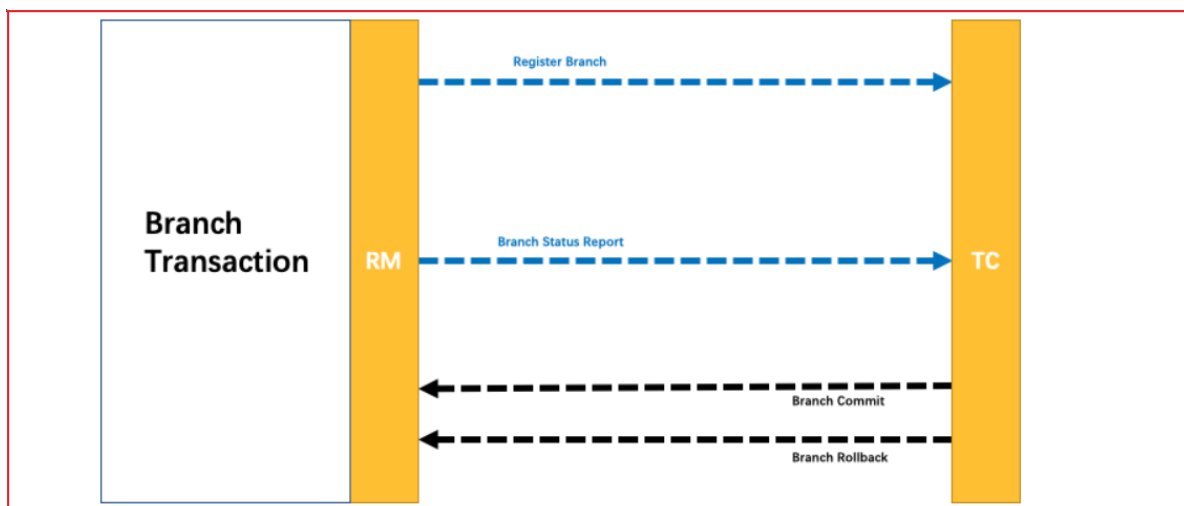 Register Branch
Branch
Transaction
RM
Branch Status Report
TC
Branch Commit
Branch Rollback